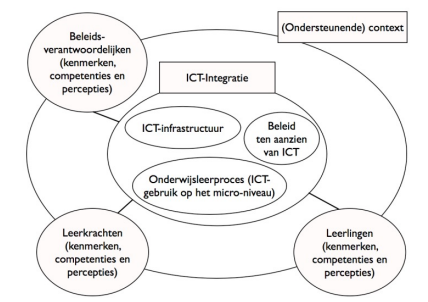 Beleids-
verantwoordelijken
(kenmerken,
competenties en
percepties)
(Ondersteunende) context
ICT-Integratie
ICT-infrastructuur
Beleid
ten aanzien
van ICT
Onderwijsleerproces (ICT-
gebruik op het micro-niveau)
Leerkrachten
(kenmerken,
competenties en
percepties)
Leerlingen
(kenmerken,
competenties en
percepties)